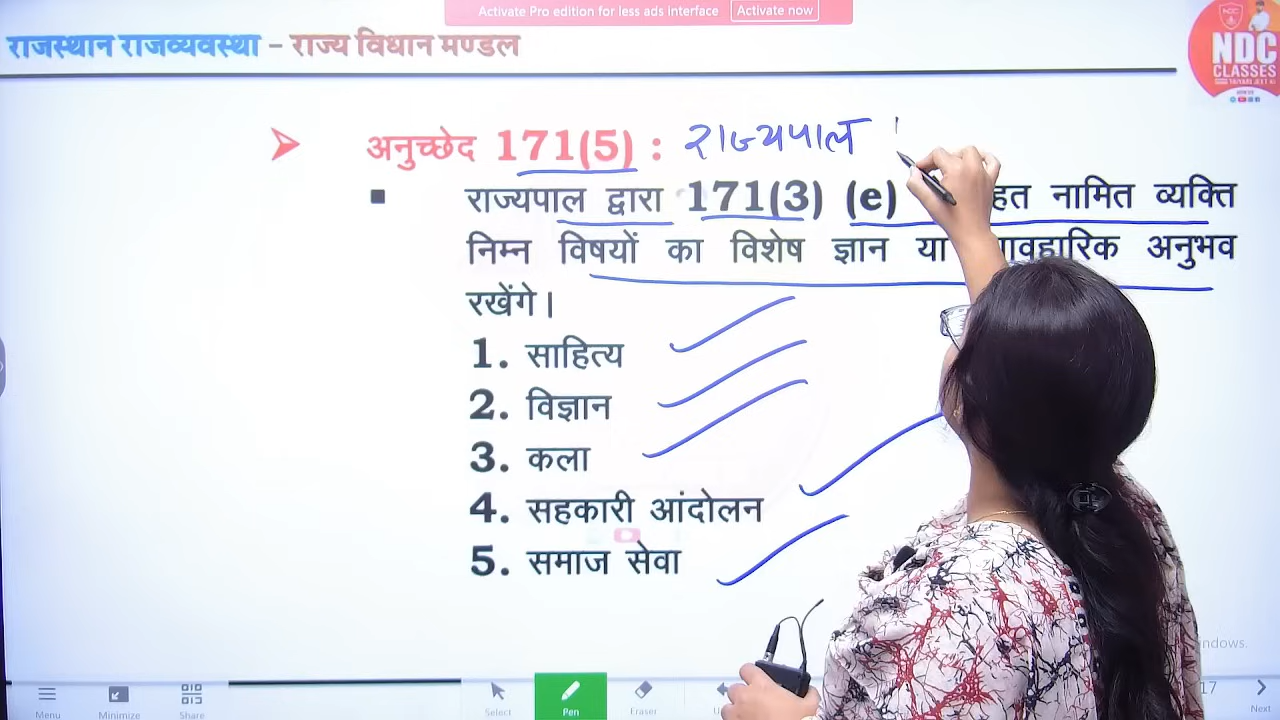 Activate Pro edition for less ads interface Activate now
राजस्थान राजव्यवस्था – राज्य विधान मण्डल
NDC
CLASSES
अनुच्छेद 171(5) : राज्यपाल
राज्यपाल द्वारा 171(3) (e) नामित व्यक्ति
निम्न विषयों का विशेष ज्ञान या अनुभव
रखेंगे।
1. साहित्य
2. विज्ञान
3. कला
4. सहकारी आंदोलन
5. समाज सेवा
Menu Minimize Share Select Pen Eraser 17 Next